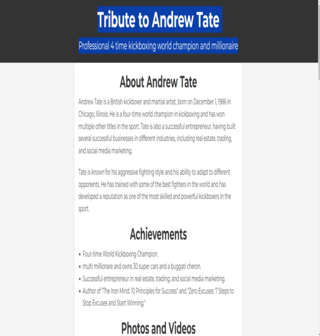 Tribute to Andrew Tate
Professional 4 time kickboxing world champion and millionaire
About Andrew Tate
Andrew Tate is a British kickboxer and martial artist, born on December 1, 1986 in
Chicago, Illinois. He is a four-time world champion in kickboxing and has won
multiple other titles in the sport. Tate is also a successful entrepreneur, having built
several successful businesses in different industries, including real estate, trading,
and social media marketing.
Tate is known for his aggressive fighting style and his ability to adapt to different
opponents. He has trained with some of the best fighters in the world and has
developed a reputation as one of the most skilled and powerful kickboxers in the
sport.
Achievements
• Four-time World Kickboxing Champion.
• multi millionare and owns 30 super cars and a buggati cheron.
• Successful entrepreneur in real estate, trading, and social media marketing.
• Author of "The Iron Mind: 10 Principles for Success" and "Zero Excuses: 7 Steps to
Stop Excuses and Start Winning."
Photos and Videos